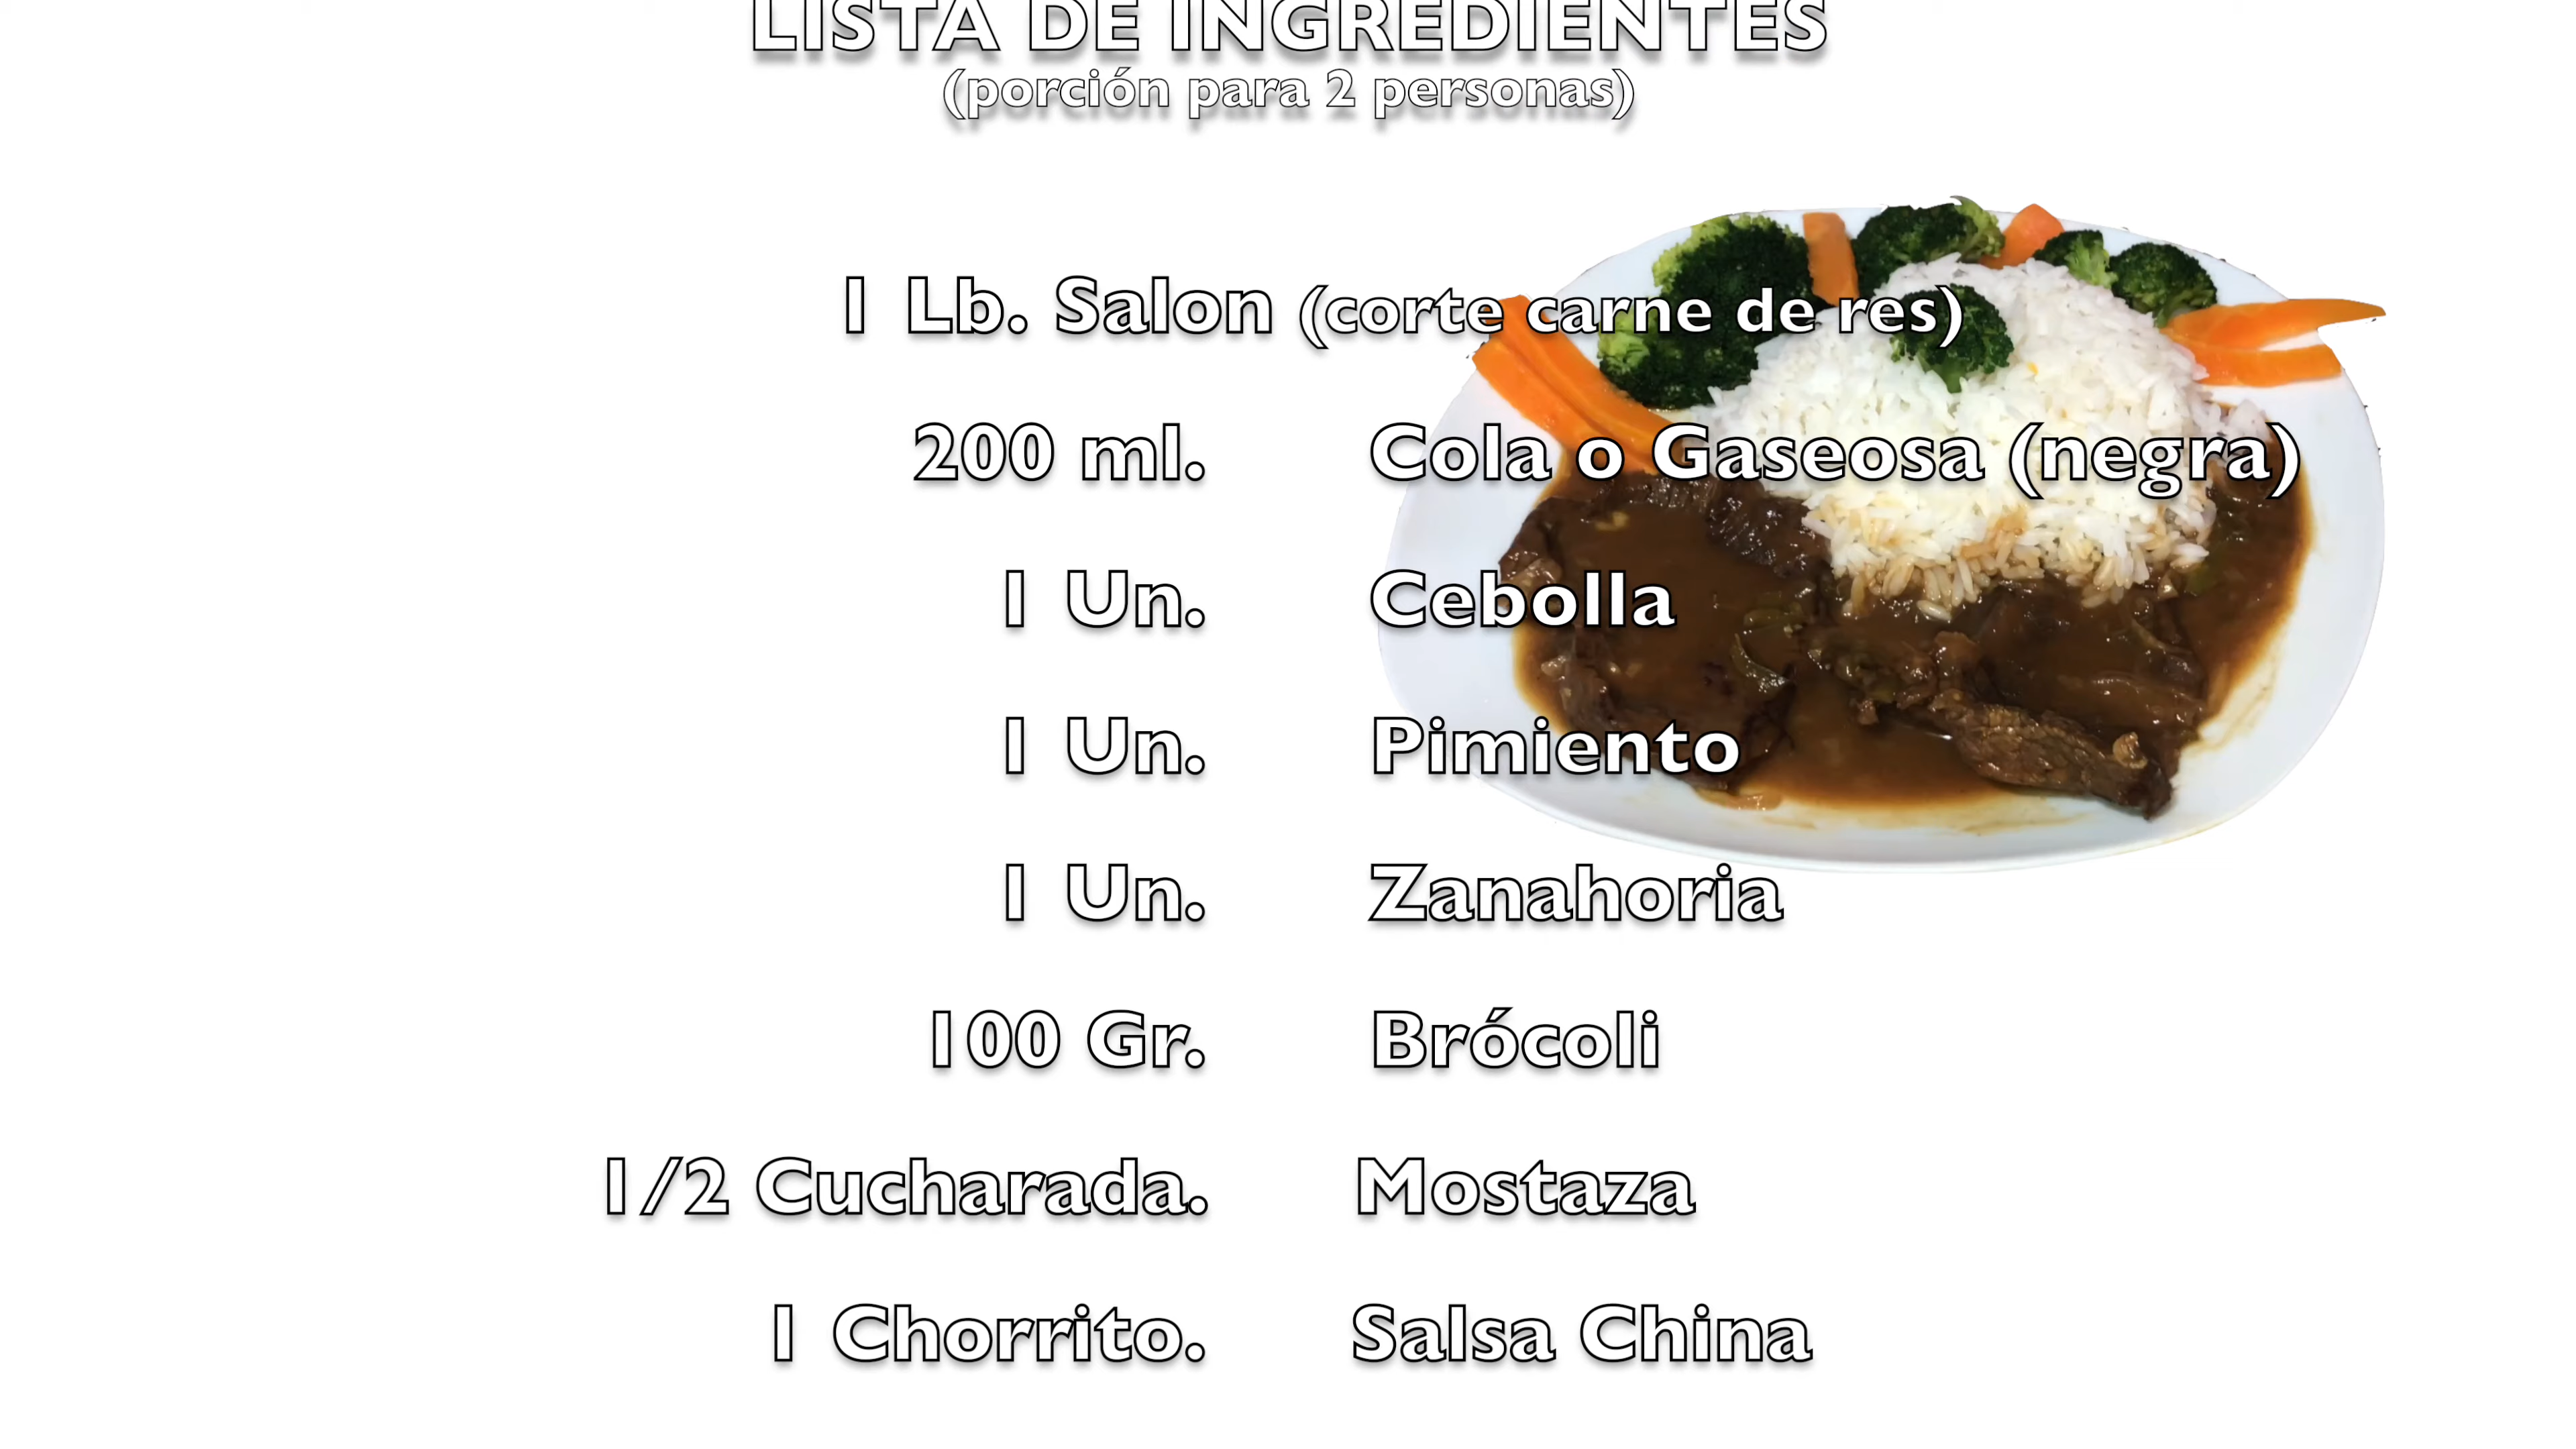 LISTA DE INGREDIENTES
(porción para 2 personas)
1 Lb. Salon (corte carne de res)
200 ml. Cola o Gaseosa (negra)
1 Un. Cebolla
1 Un. Pimiento
1 Un. Zanahoria
100 Gr. Brócoli
1/2 Cucharada. Mostaza
1 Chorrito. Salsa China